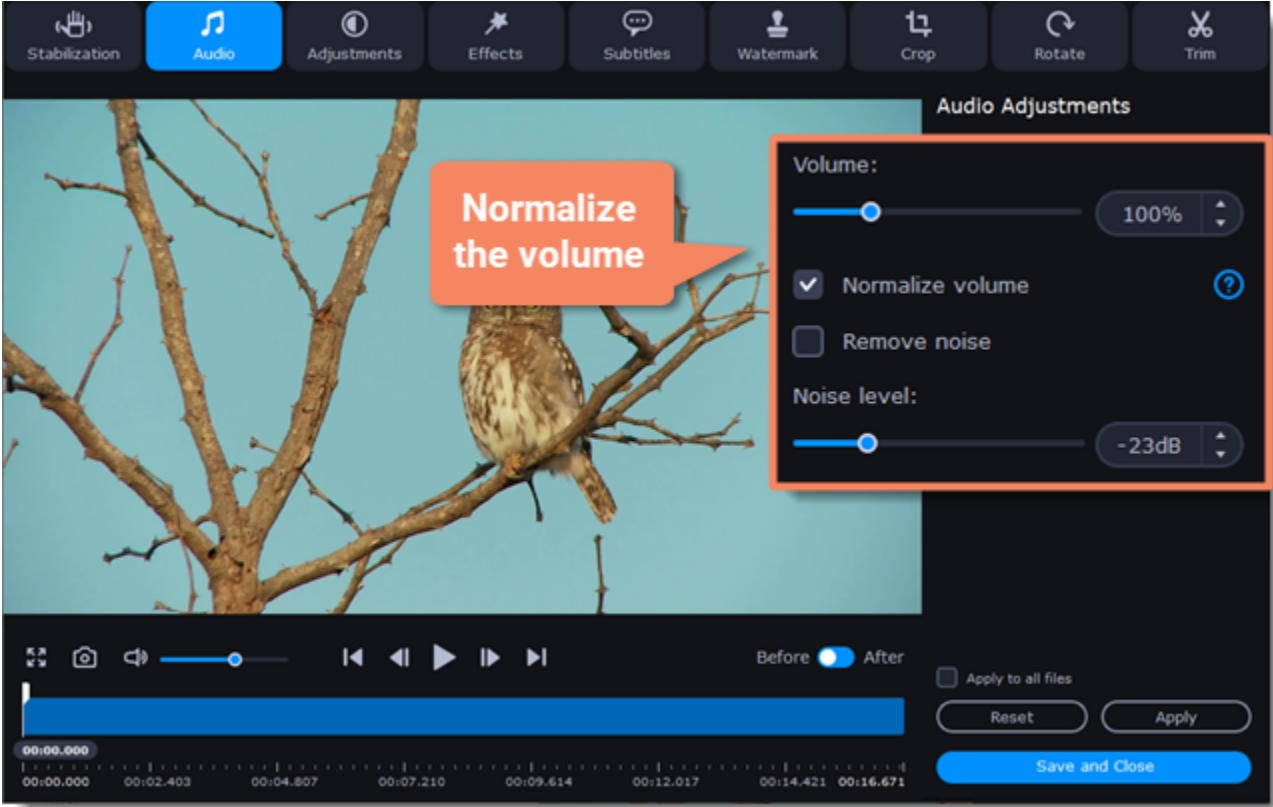 Stabilization
Audio
Adjustments
Effects
Subtitles
Watermark
Crop
Rotate
Trim
Audio Adjustments
Normalize
the volume
Volume:
100%
Normalize volume
?
Remove noise
Noise level:
-23dB
Before
After
Apply to all files
Reset
Apply
Save and Close
00:00.000
00:00.000
00:02.403
00:04.807
00:07.210
00:09.614
00:12.017
00:14.421
00:16.671